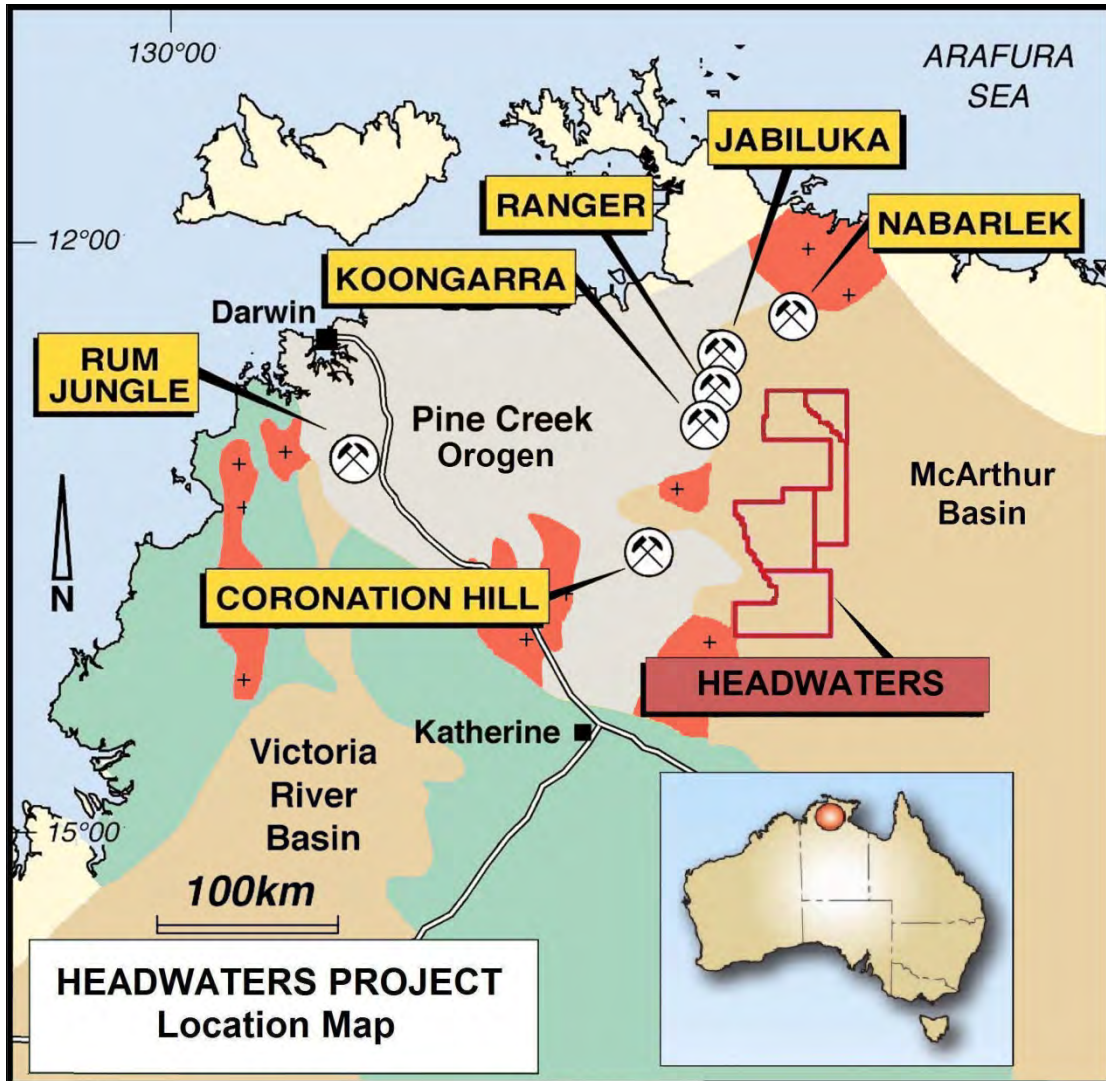 130°00'
ARAFURA
SEA
JABILUKA
RANGER
NABARLEK
12°00'
KOONGARRA
Darwin
RUM
JUNGLE
Pine Creek
Orogen
McArthur
Basin
N
CORONATION HILL
HEADWATERS
Katherine
Victoria
River
Basin
15°00'
100km
HEADWATERS PROJECT
Location Map